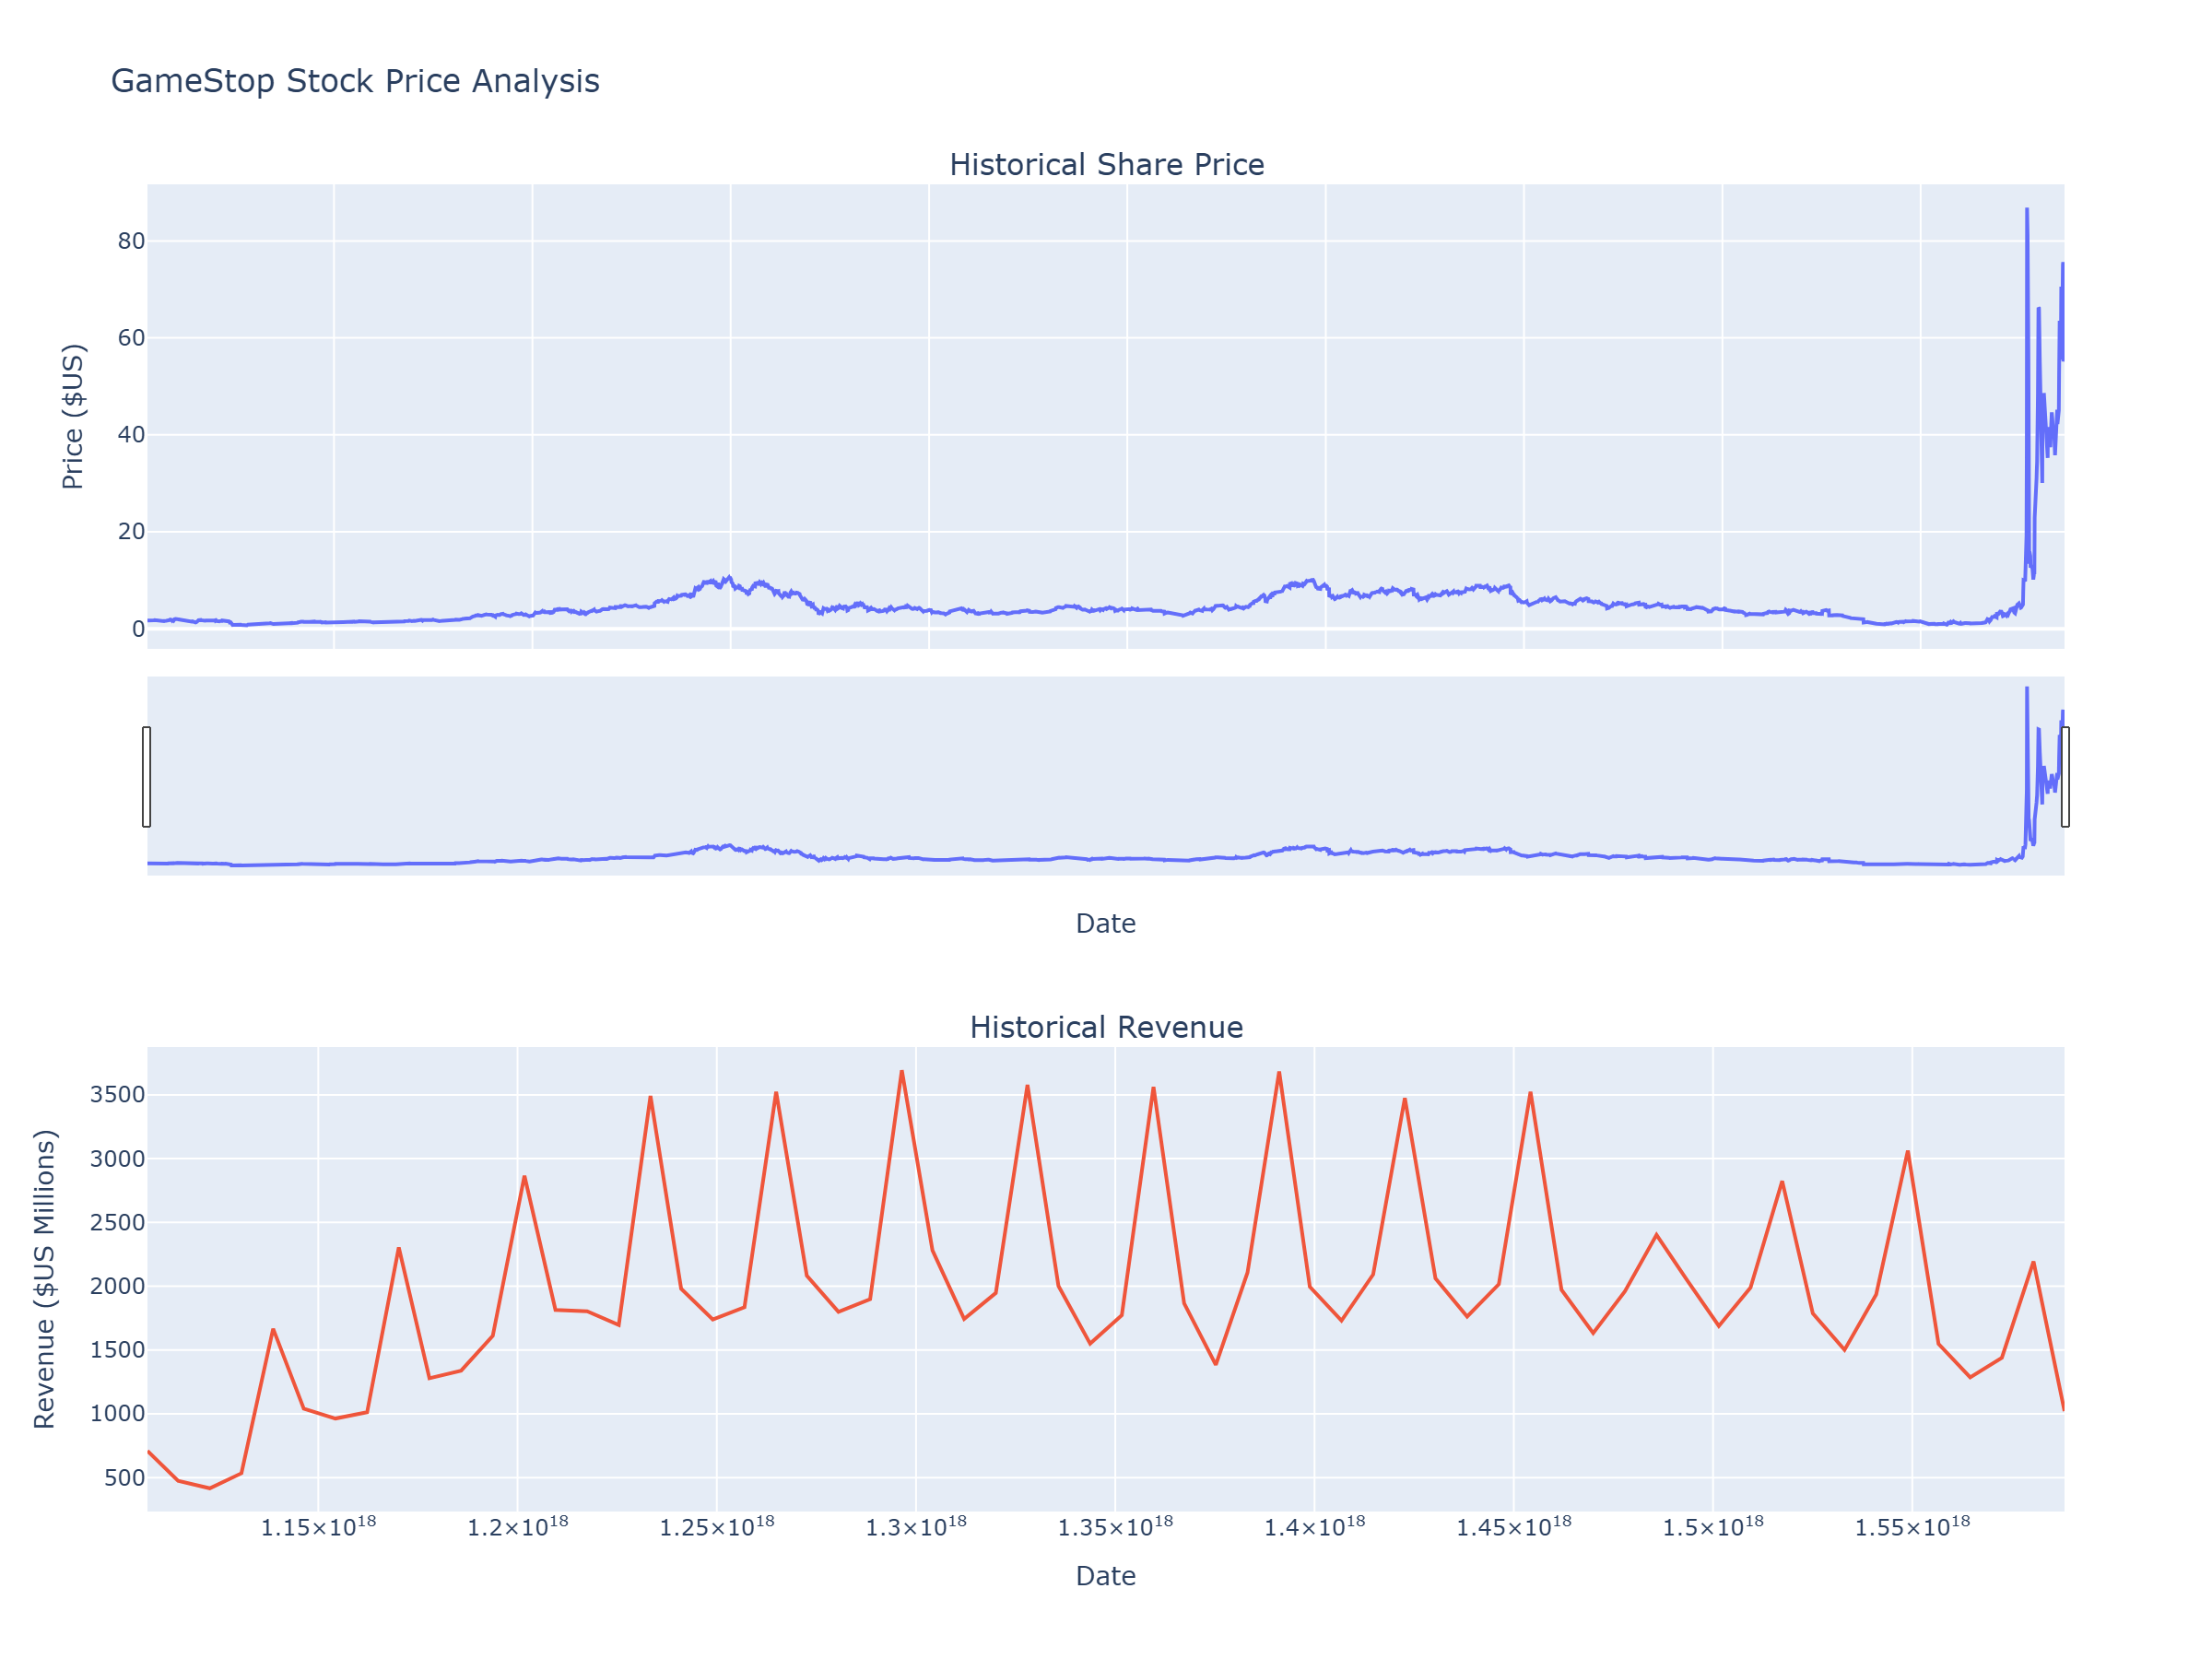 GameStop Stock Price Analysis
Historical Share Price
Price ($US)
80
60
40
20
0
Date
Historical Revenue
Revenue ($US Millions)
3500
3000
2500
2000
1500
1000
500
1.15×10¹⁸ 1.2×10¹⁸ 1.25×10¹⁸ 1.3×10¹⁸ 1.35×10¹⁸ 1.4×10¹⁸ 1.45×10¹⁸ 1.5×10¹⁸ 1.55×10¹⁸
Date